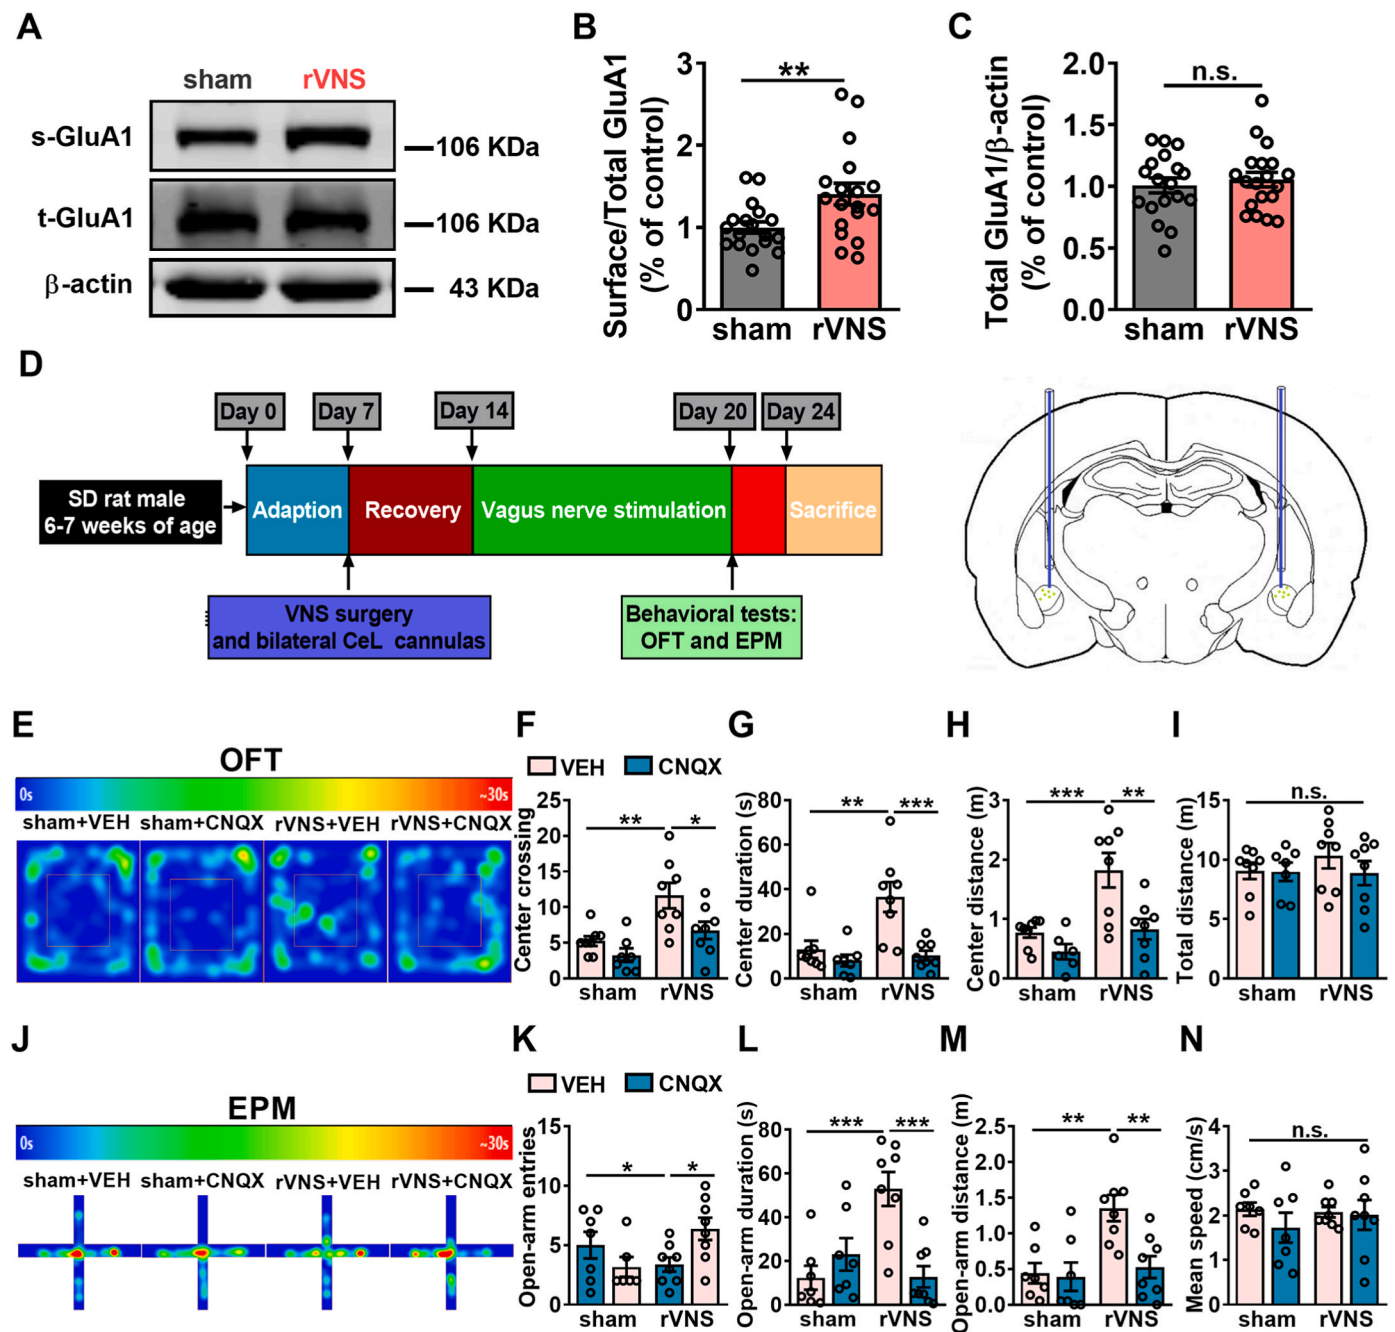 A
sham rVNS
s-GluA1
106 KDa
t-GluA1
106 KDa
β-actin
43 KDa
B
Surface/Total GluA1
(% of control)
3
2
1
0
**
sham rVNS
C
Total GluA1/β-actin
(% of control)
2.0
1.5
1.0
0.5
0.0
n.s.
sham rVNS
D
Day 0 Day 7 Day 14 Day 20 Day 24
SD rat male
6-7 weeks of age
Adaption Recovery Vagus nerve stimulation Sacrifice
VNS surgery
and bilateral CeL cannulas
Behavioral tests:
OFT and EPM
E
OFT
0s ~30s
sham+VEH sham+CNQX rVNS+VEH rVNS+CNQX
F
VEH CNQX
Center crossing
25
20
15
10
5
0
** *
sham rVNS
G
Center duration (s)
80
60
40
20
0
** ***
sham rVNS
H
Center distance (m)
3
2
1
0
*** **
sham rVNS
I
Total distance (m)
15
10
5
0
n.s.
sham rVNS
J
EPM
0s ~30s
sham+VEH sham+CNQX rVNS+VEH rVNS+CNQX
K
VEH CNQX
Open-arm entries
15
10
5
0
* *
sham rVNS
L
Open-arm duration (s)
80
60
40
20
0
*** ***
sham rVNS
M
Open-arm distance (m)
2.5
2.0
1.5
1.0
0.5
0.0
** **
sham rVNS
N
Mean speed (cm/s)
4
3
2
1
0
n.s.
sham rVNS